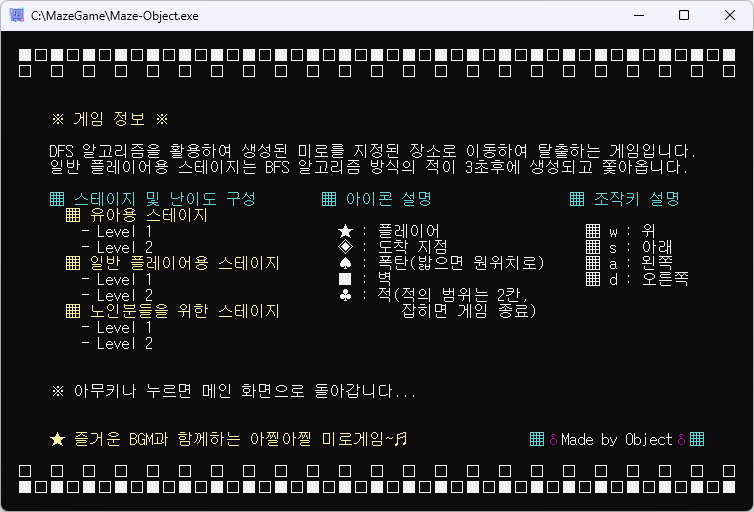 C:\MazeGame\Maze-Object.exe
※ 게임 정보 ※
DFS 알고리즘을 활용하여 생성된 미로를 지정된 장소로 이동하여 탈출하는 게임입니다.
일반 플레이어용 스테이지는 BFS 알고리즘 방식의 적이 3초후에 생성되고 쫓아옵니다.
▦ 스테이지 및 난이도 구성
▦ 유아용 스테이지
- Level 1
- Level 2
▦ 일반 플레이어용 스테이지
- Level 1
- Level 2
▦ 노인분들을 위한 스테이지
- Level 1
- Level 2
▦ 아이콘 설명
★ : 플레이어
◈ : 도착 지점
♠ : 폭탄(밟으면 원위치로)
■ : 벽
♣ : 적(적의 범위는 2칸,
잡히면 게임 종료)
▦ 조작키 설명
▦ w : 위
▦ s : 아래
▦ a : 왼쪽
▦ d : 오른쪽
※ 아무키나 누르면 메인 화면으로 돌아갑니다...
★ 즐거운 BGM과 함께하는 아찔아찔 미로게임~♬
▦ δ Made by Object δ ▦